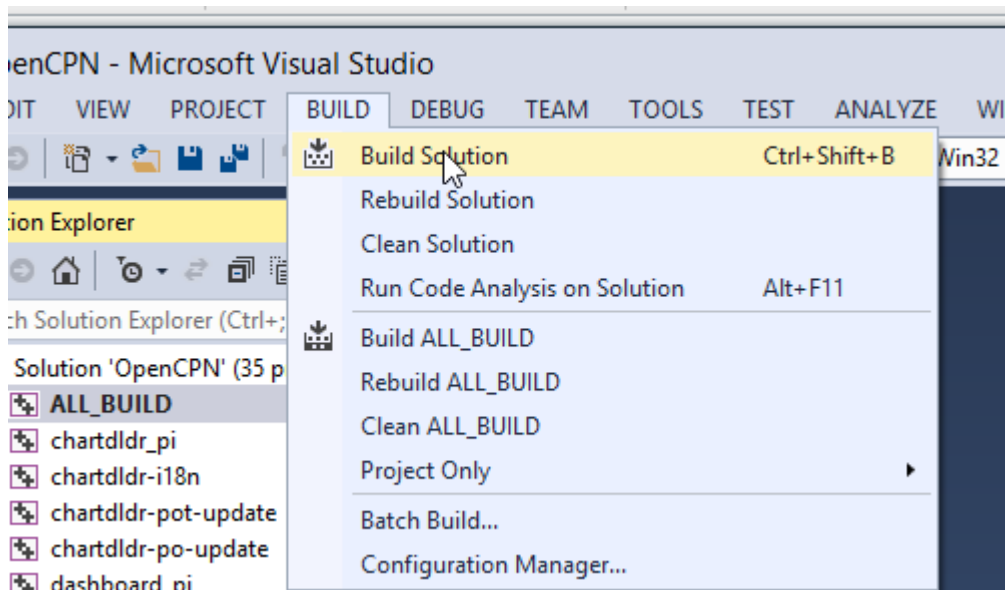 enCPN - Microsoft Visual Studio
DIT VIEW PROJECT BUILD DEBUG TEAM TOOLS TEST ANALYZE WI
Build Solution Ctrl+Shift+B Win32
Rebuild Solution
tion Explorer
Clean Solution
Run Code Analysis on Solution Alt+F11
ch Solution Explorer (Ctrl+;
Build ALL_BUILD
Solution 'OpenCPN' (35 p
Rebuild ALL_BUILD
ALL_BUILD
Clean ALL_BUILD
chartdldr_pi
Project Only
chartdldr-i18n
chartdldr-pot-update
Batch Build...
chartdldr-po-update
Configuration Manager...
dashboard_pi